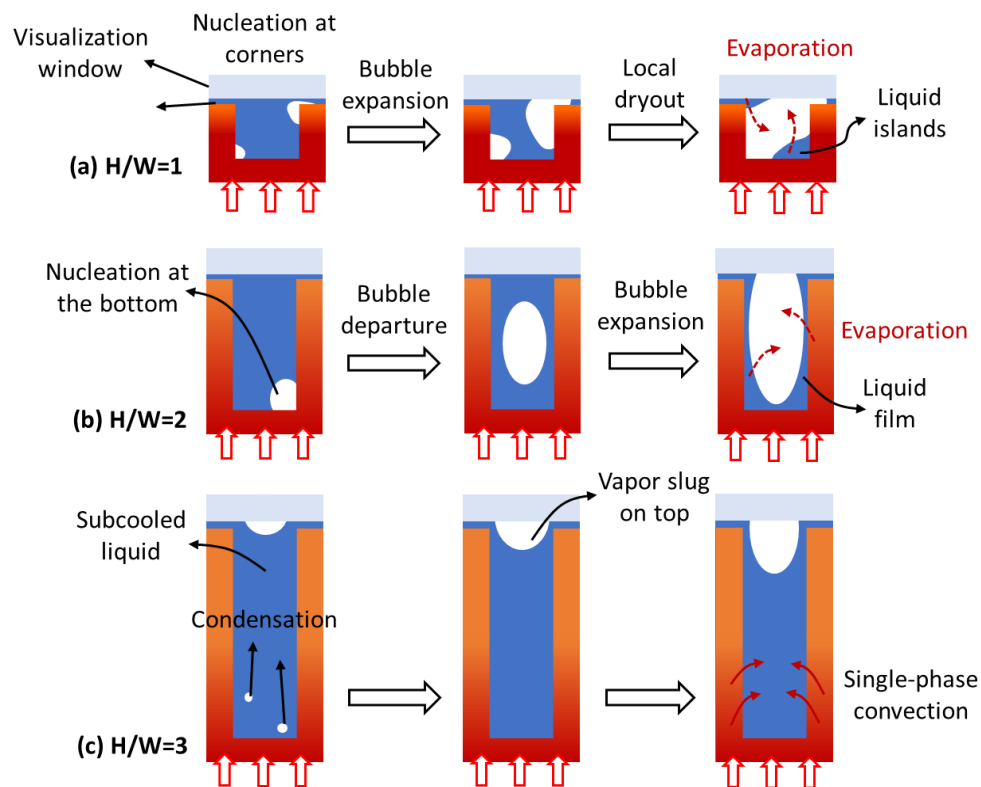 Visualization
window
Nucleation at
corners
Bubble
expansion
Local
dryout
Evaporation
Liquid
islands
(a) H/W=1
Nucleation at
the bottom
Bubble
departure
Bubble
expansion
Evaporation
Liquid
film
(b) H/W=2
Subcooled
liquid
Vapor slug
on top
Condensation
Single-phase
convection
(c) H/W=3